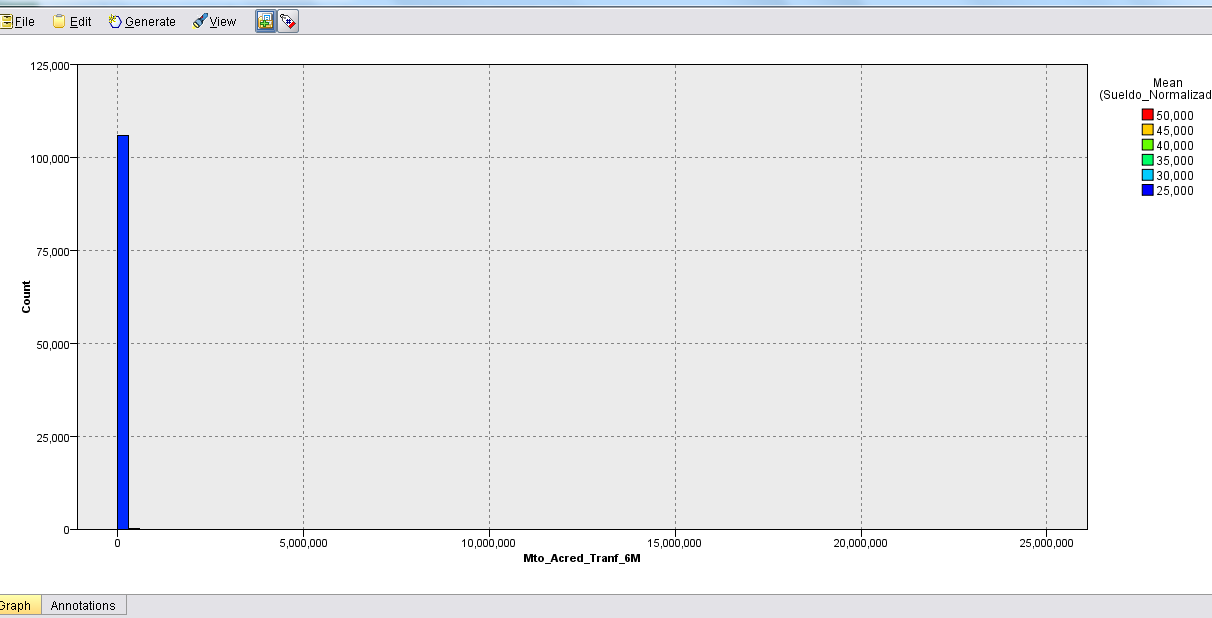 File Edit Generate View
125,000
100,000
75,000
50,000
25,000
0
Count
0 5,000,000 10,000,000 15,000,000 20,000,000 25,000,000
Mto_Acred_Tranf_6M
Mean
(Sueldo_Normalizad
50,000
45,000
40,000
35,000
30,000
25,000
Graph Annotations